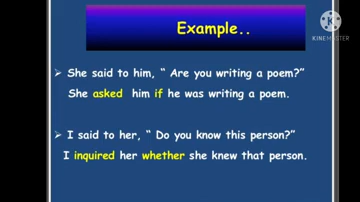 KINEMASTER
Example..
➢ She said to him, “ Are you writing a poem?”
She asked him if he was writing a poem.
➢ I said to her, “ Do you know this person?”
I inquired her whether she knew that person.